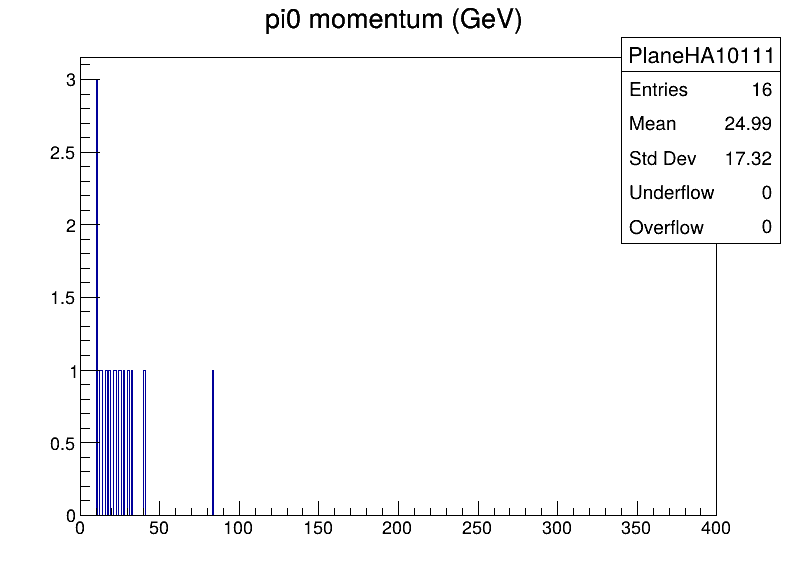 pi0 momentum (GeV)
PlaneHA10111
Entries 16
Mean 24.99
Std Dev 17.32
Underflow 0
Overflow 0
3
2.5
2
1.5
1
0.5
0
0 50 100 150 200 250 300 350 400